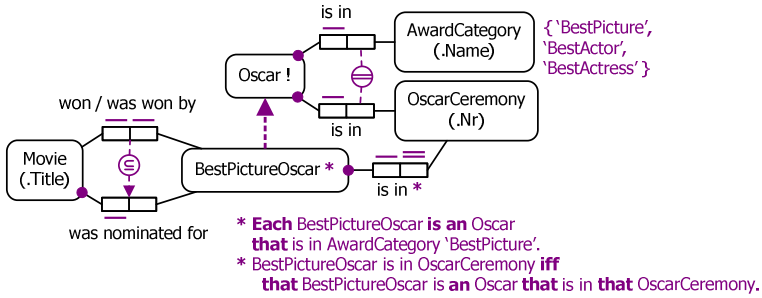 is in
AwardCategory
(.Name)
{ ‘BestPicture’,
‘BestActor’,
‘BestActress’ }
Oscar !
OscarCeremony
(.Nr)
is in
won / was won by
Movie
(.Title)
BestPictureOscar *
is in *
was nominated for
* Each BestPictureOscar is an Oscar
that is in AwardCategory ‘BestPicture’.
* BestPictureOscar is in OscarCeremony iff
that BestPictureOscar is an Oscar that is in that OscarCeremony.